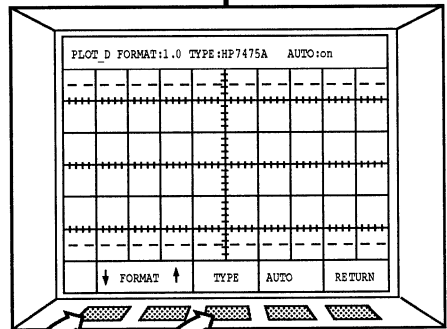 PLOT_D FORMAT:1.0 TYPE:HP7475A AUTO:on
↓ FORMAT ↑ TYPE AUTO RETURN